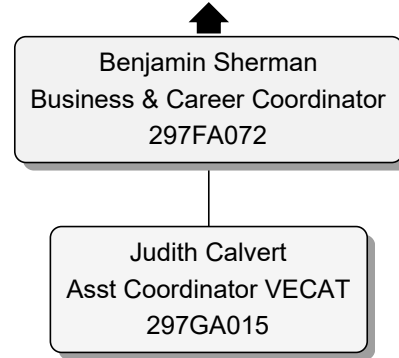 Benjamin Sherman
Business & Career Coordinator
297FA072
Judith Calvert
Asst Coordinator VECAT
297GA015